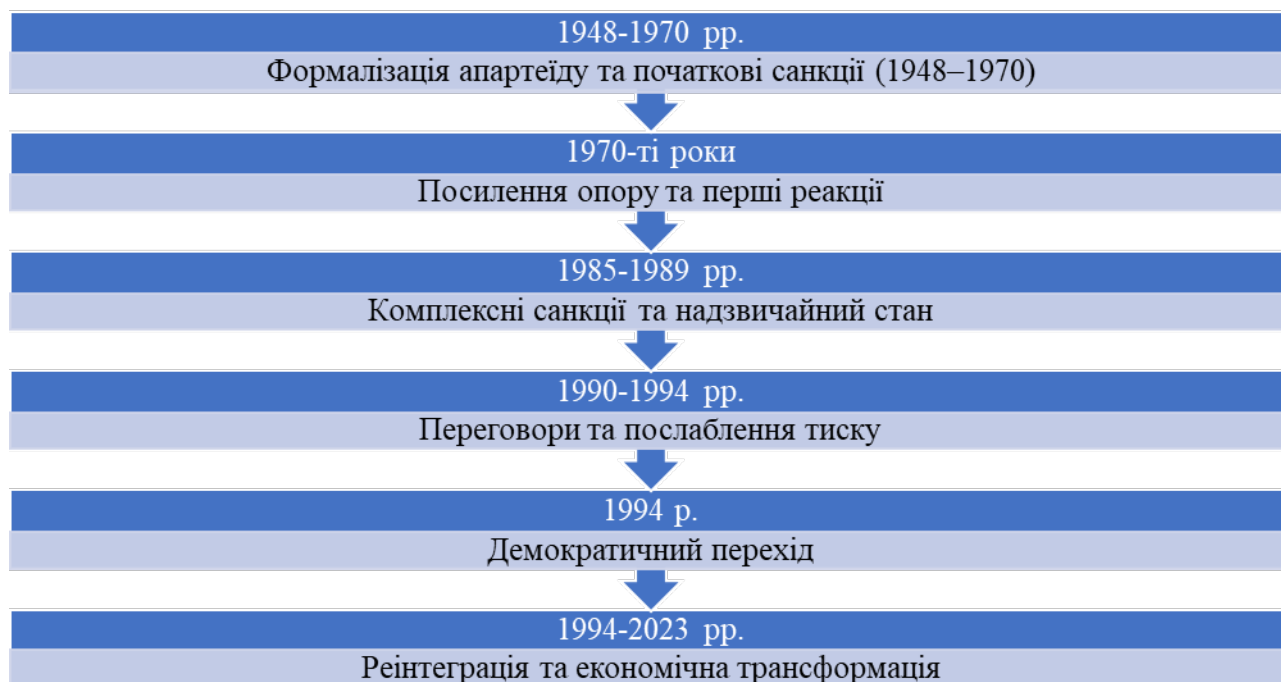 1948-1970 рр.
Формалізація апартеїду та початкові санкції (1948–1970)
1970-ті роки
Посилення опору та перші реакції
1985-1989 рр.
Комплексні санкції та надзвичайний стан
1990-1994 рр.
Переговори та послаблення тиску
1994 р.
Демократичний перехід
1994-2023 рр.
Реінтеграція та економічна трансформація